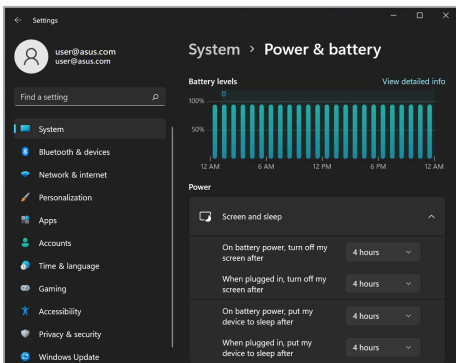 Settings
user@asus.com
user@asus.com
Find a setting
System
Bluetooth & devices
Network & internet
Personalization
Apps
Accounts
Time & language
Gaming
Accessibility
Privacy & security
Windows Update
System > Power & battery
Battery levels
View detailed info
100%
50%
12 AM 6 AM 12 PM 6 PM 12 AM
Power
Screen and sleep
On battery power, turn off my
screen after
4 hours
When plugged in, turn off my
screen after
4 hours
On battery power, put my
device to sleep after
4 hours
When plugged in, put my
device to sleep after
4 hours